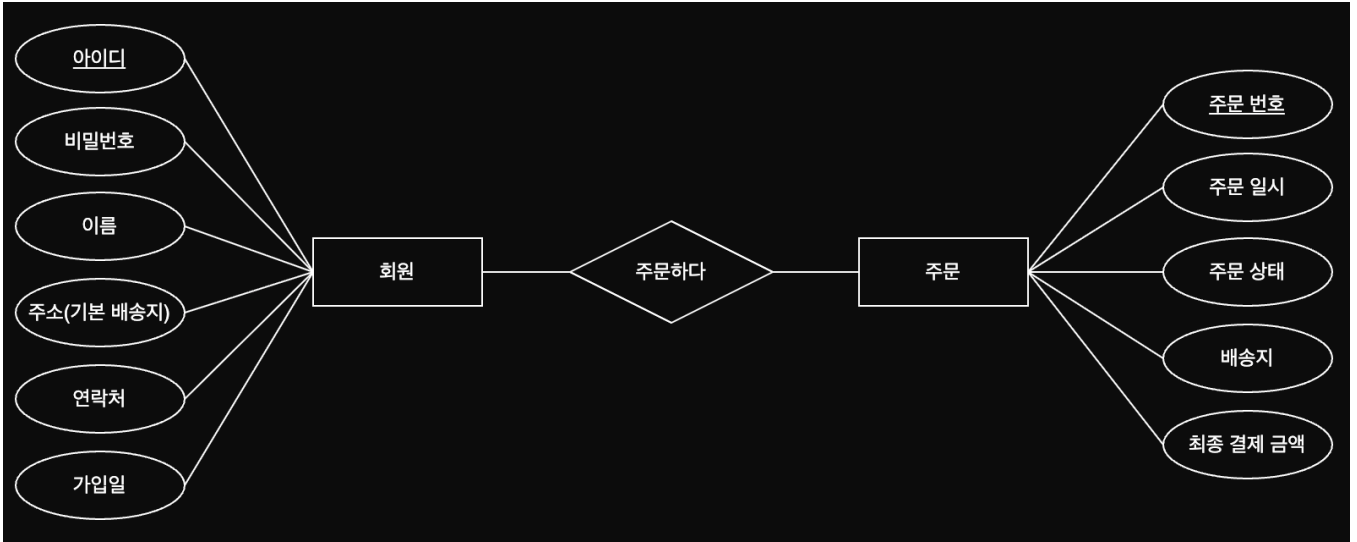 아이디
비밀번호
이름
주소(기본 배송지)
연락처
가입일
회원
주문하다
주문
주문 번호
주문 일시
주문 상태
배송지
최종 결제 금액